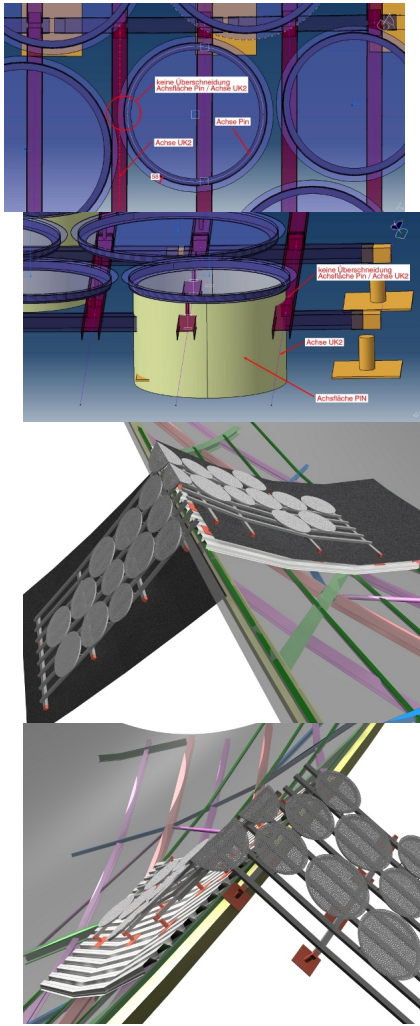 keine Überschneidung
Achsfläche Pin / Achse UK2
Achse Pin
Achse UK2
S8
keine Überschneidung
Achsfläche Pin / Achse UK2
Achse UK2
Achsfläche PIN